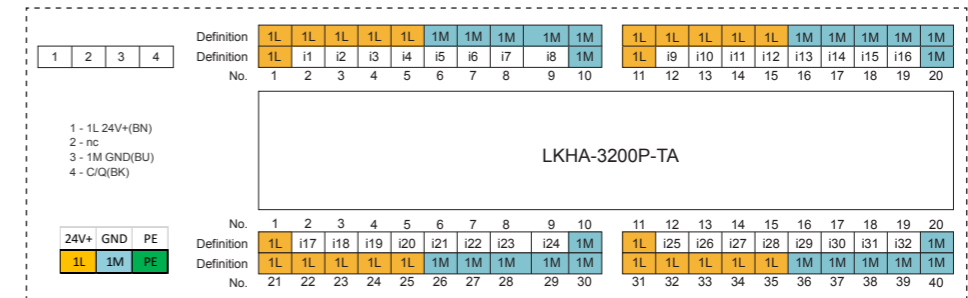 Definition 1L 1L 1L 1L 1L 1M 1M 1M 1M 1M 1L 1L 1L 1L 1L 1M 1M 1M 1M 1M
1 2 3 4 Definition 1L i1 i2 i3 i4 i5 i6 i7 i8 1M 1L i9 i10 i11 i12 i13 i14 i15 i16 1M
No. 1 2 3 4 5 6 7 8 9 10 11 12 13 14 15 16 17 18 19 20
1 - 1L 24V+(BN)
2 - nc
3 - 1M GND(BU)
4 - C/Q(BK)
LKHA-3200P-TA
No. 1 2 3 4 5 6 7 8 9 10 11 12 13 14 15 16 17 18 19 20
24V+ GND PE
Definition 1L i17 i18 i19 i20 i21 i22 i23 i24 1M 1L i25 i26 i27 i28 i29 i30 i31 i32 1M
1L 1M PE
Definition 1L 1L 1L 1L 1L 1M 1M 1M 1M 1M 1L 1L 1L 1L 1L 1M 1M 1M 1M 1M
No. 21 22 23 24 25 26 27 28 29 30 31 32 33 34 35 36 37 38 39 40